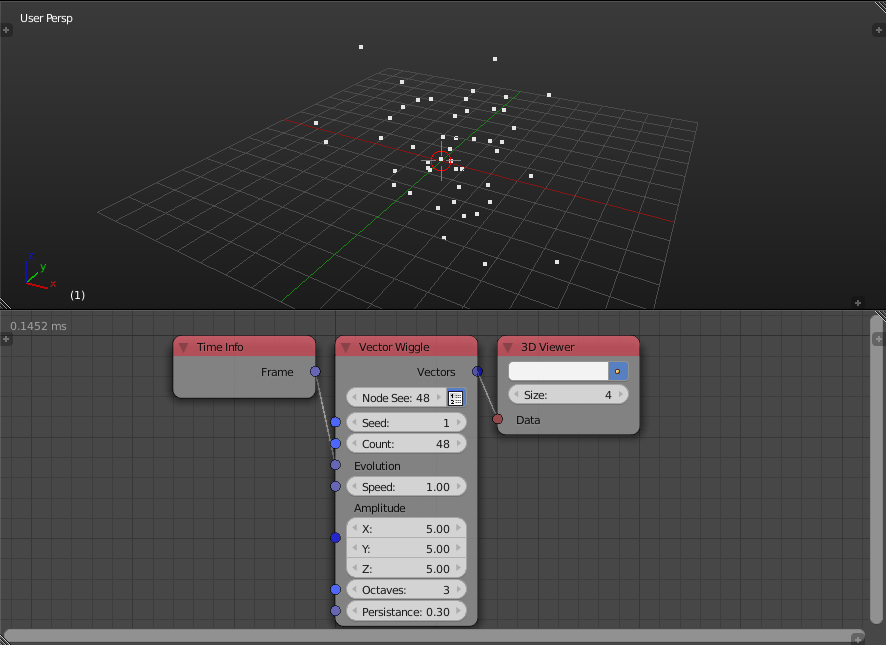 User Persp
z
y
x
(1)
0.1452 ms
Time Info
Frame
Vector Wiggle
Vectors
Node See: 48
Seed: 1
Count: 48
Evolution
Speed: 1.00
Amplitude
X: 5.00
Y: 5.00
Z: 5.00
Octaves: 3
Persistance: 0.30
3D Viewer
Size: 4
Data